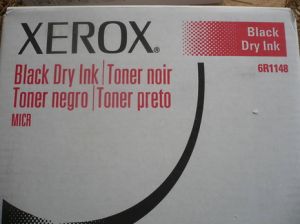 XEROX®
Black
Dry Ink
6R1148
Black Dry Ink | Toner noir
Toner negro | Toner preto
MICR